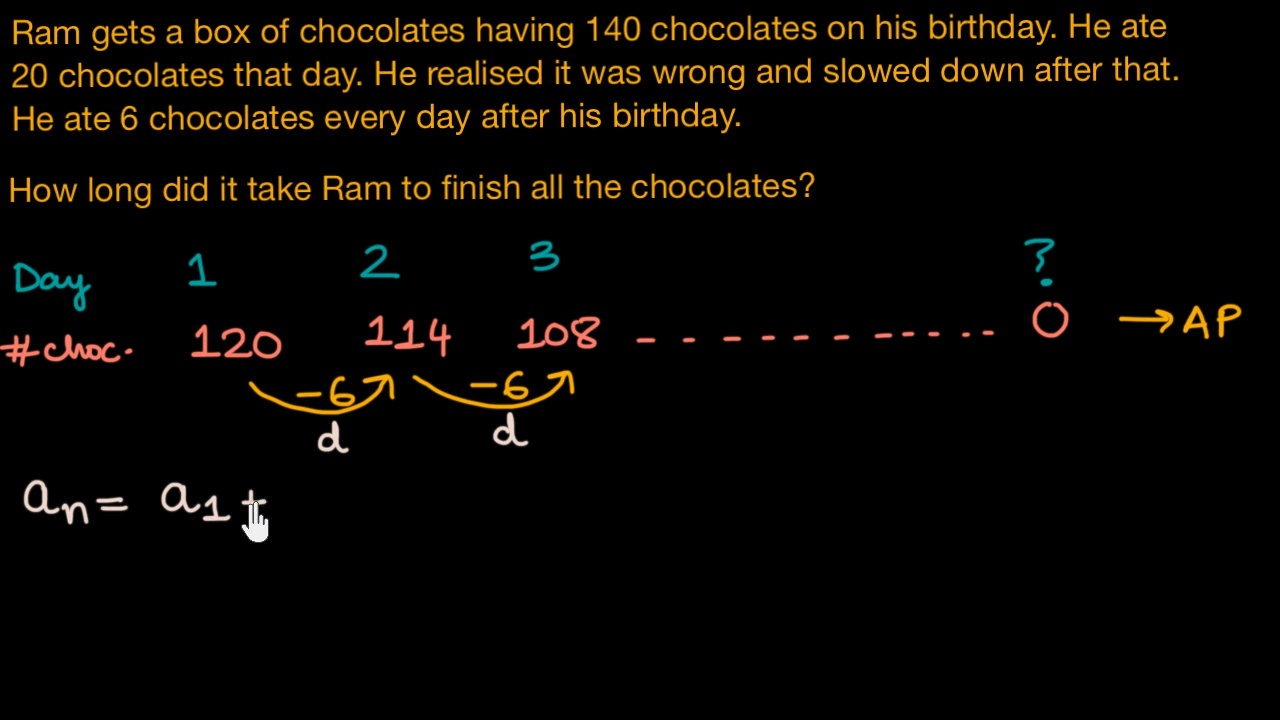 Ram gets a box of chocolates having 140 chocolates on his birthday. He ate
20 chocolates that day. He realised it was wrong and slowed down after that.
He ate 6 chocolates every day after his birthday.
How long did it take Ram to finish all the chocolates?
Day 1 2 3 ?
#choc. 120 114 108 - - - - - - - - - - - 0 → AP
-6 -6
d d
aₙ = a₁ +